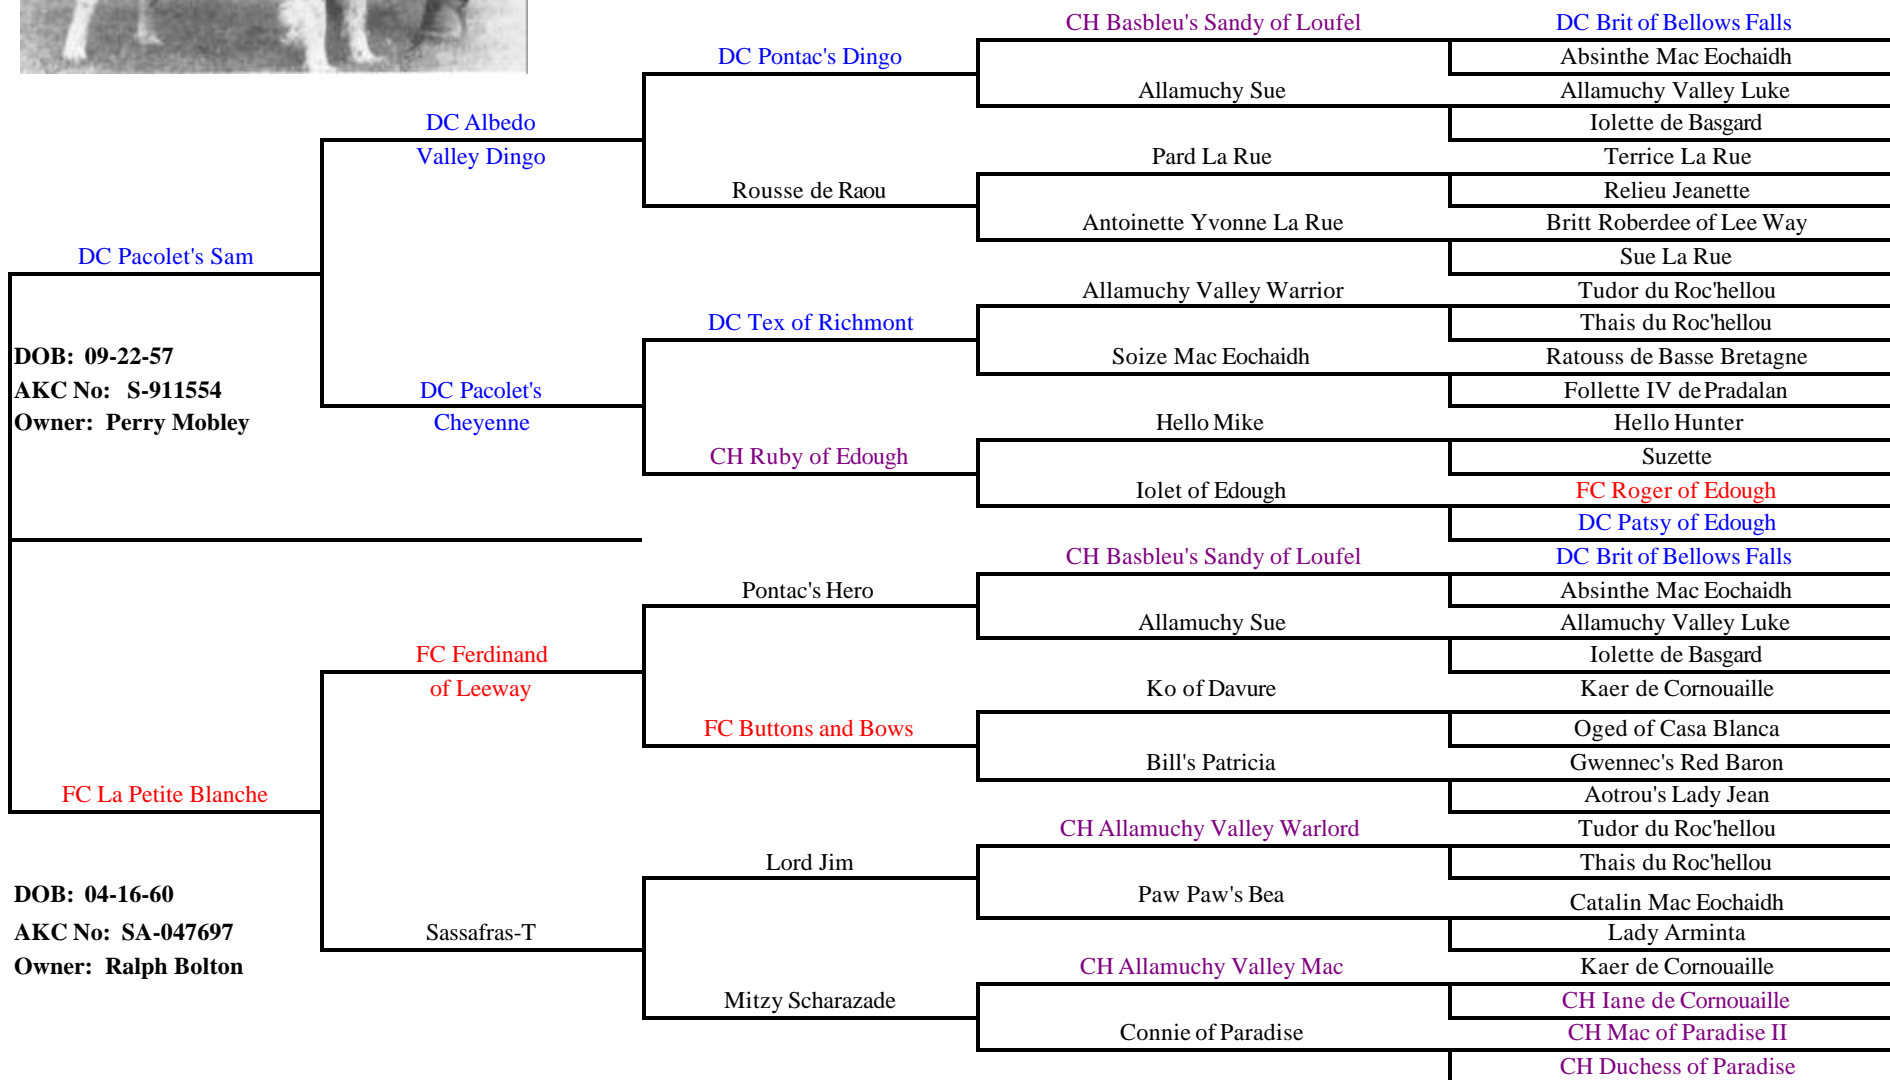 CH Basbleu's Sandy of Loufel
DC Brit of Bellows Falls
DC Pontac's Dingo
Absinthe Mac Eochaidh
Allamuchy Sue
Allamuchy Valley Luke
DC Albedo
Valley Dingo
Iolette de Basgard
Pard La Rue
Terrice La Rue
Rousse de Raou
Relieu Jeanette
Antoinette Yvonne La Rue
Britt Roberdee of Lee Way
DC Pacolet's Sam
Sue La Rue
Allamuchy Valley Warrior
Tudor du Roc'hellou
DC Tex of Richmont
Thais du Roc'hellou
DOB: 09-22-57
Soize Mac Eochaidh
Ratouss de Basse Bretagne
AKC No: S-911554
DC Pacolet's
Cheyenne
Follette IV de Pradalan
Owner: Perry Mobley
Hello Mike
Hello Hunter
CH Ruby of Edough
Suzette
Iolet of Edough
FC Roger of Edough
DC Patsy of Edough
CH Basbleu's Sandy of Loufel
DC Brit of Bellows Falls
Pontac's Hero
Absinthe Mac Eochaidh
Allamuchy Sue
Allamuchy Valley Luke
FC Ferdinand
of Leeway
Iolette de Basgard
Ko of Davure
Kaer de Cornouaille
FC Buttons and Bows
Oged of Casa Blanca
Bill's Patricia
Gwennec's Red Baron
FC La Petite Blanche
Aotrou's Lady Jean
CH Allamuchy Valley Warlord
Tudor du Roc'hellou
Lord Jim
Thais du Roc'hellou
DOB: 04-16-60
Paw Paw's Bea
Catalin Mac Eochaidh
AKC No: SA-047697
Sassafras-T
Lady Arminta
Owner: Ralph Bolton
CH Allamuchy Valley Mac
Kaer de Cornouaille
Mitzy Scharazade
CH Iane de Cornouaille
Connie of Paradise
CH Mac of Paradise II
CH Duchess of Paradise